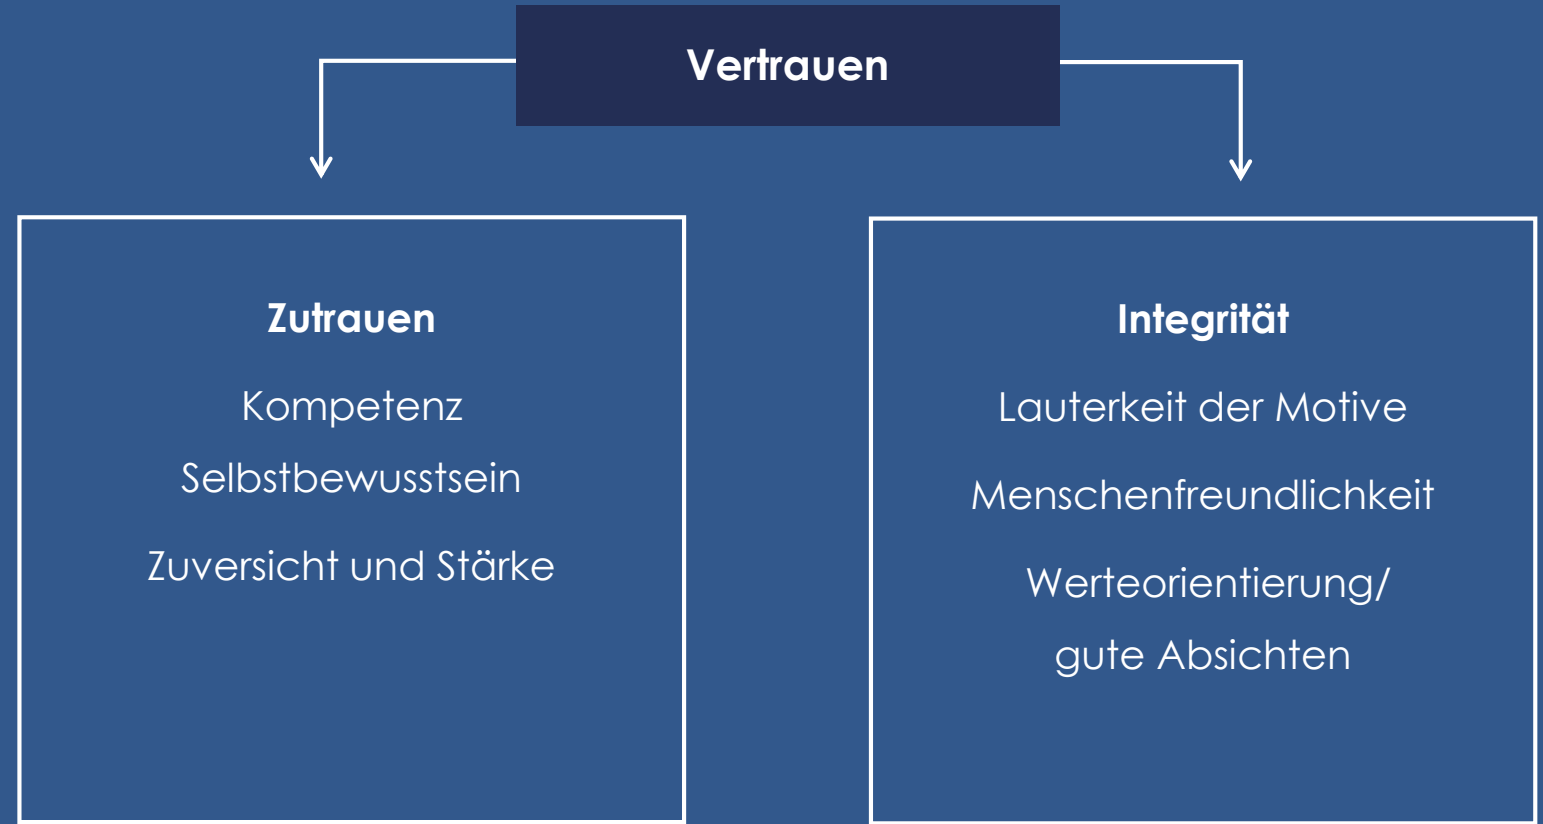 Vertrauen
Zutrauen
Kompetenz
Selbstbewusstsein
Zuversicht und Stärke
Integrität
Lauterkeit der Motive
Menschenfreundlichkeit
Werteorientierung/
gute Absichten